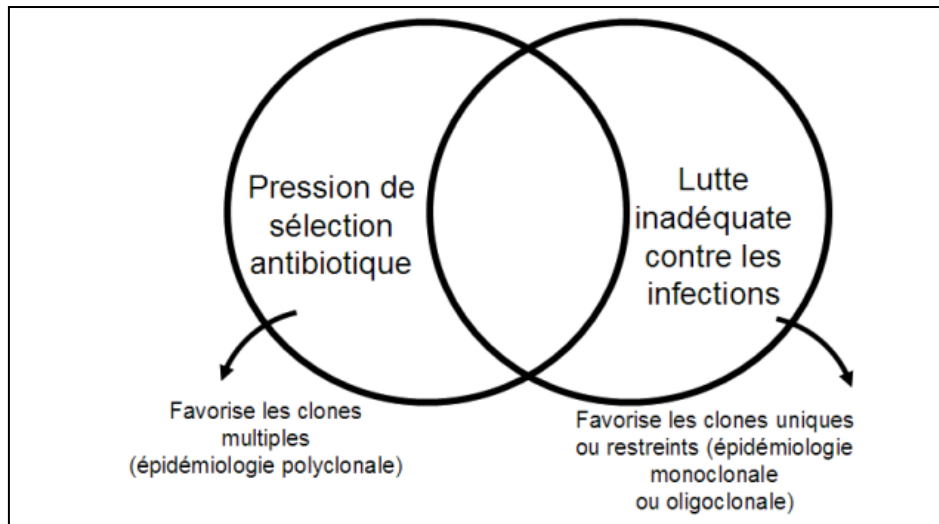 Pression de
sélection
antibiotique
Lutte
inadéquate
contre les
infections
Favorise les clones
multiples
(épidémiologie polyclonale)
Favorise les clones uniques
ou restreints (épidémiologie
monoclonale
ou oligoclonale)